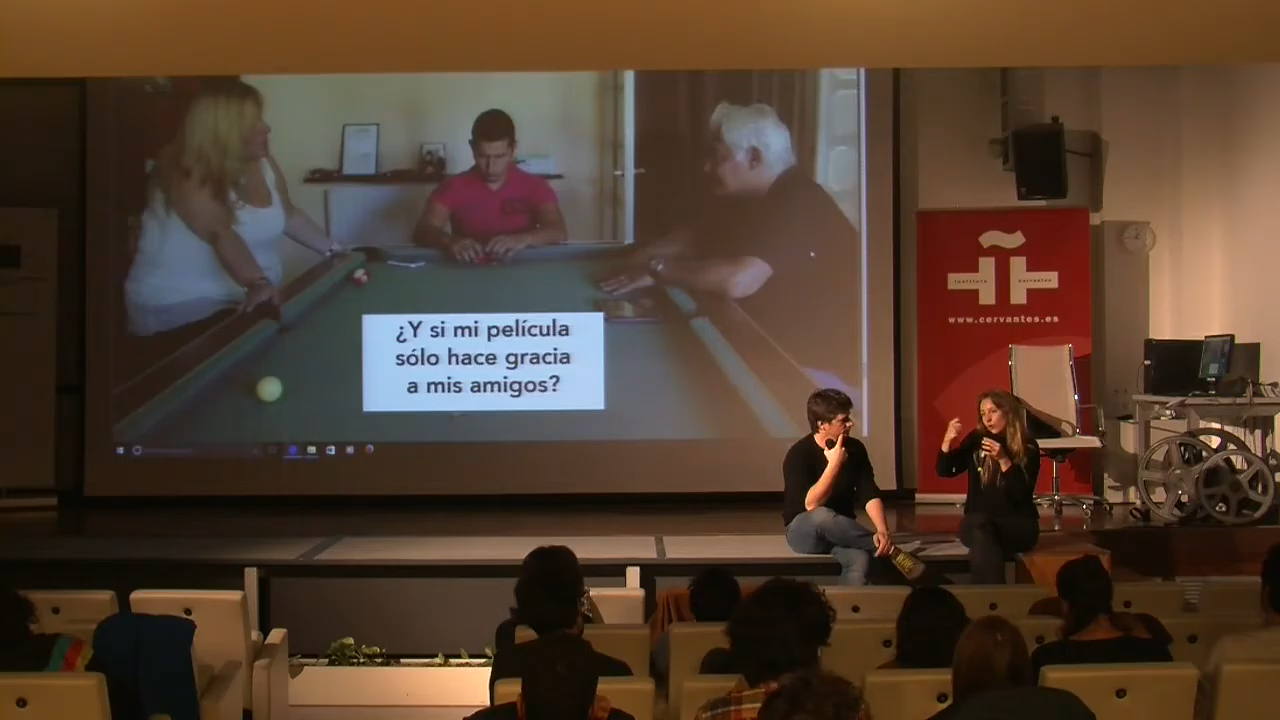 ¿Y si mi película
sólo hace gracia
a mis amigos?
Instituto Cervantes
www.cervantes.es